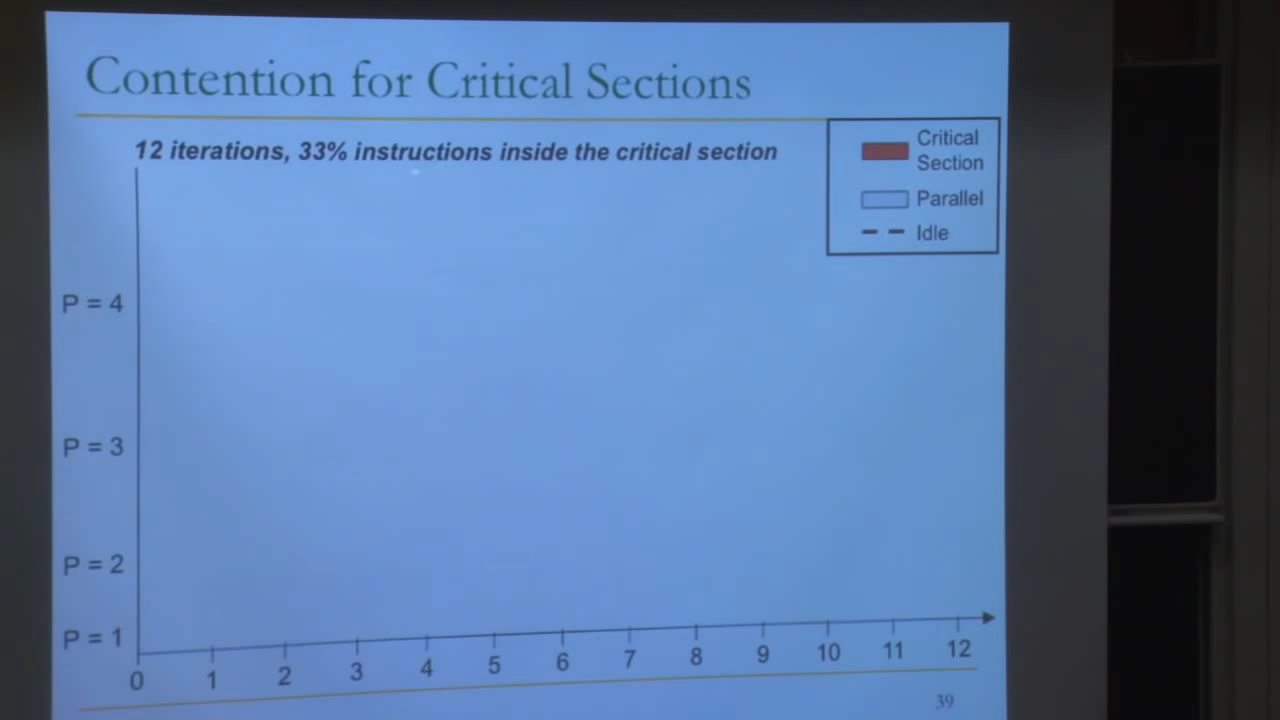 Contention for Critical Sections
12 iterations, 33% instructions inside the critical section
Critical
Section
Parallel
Idle
P = 4
P = 3
P = 2
P = 1
0 1 2 3 4 5 6 7 8 9 10 11 12
39